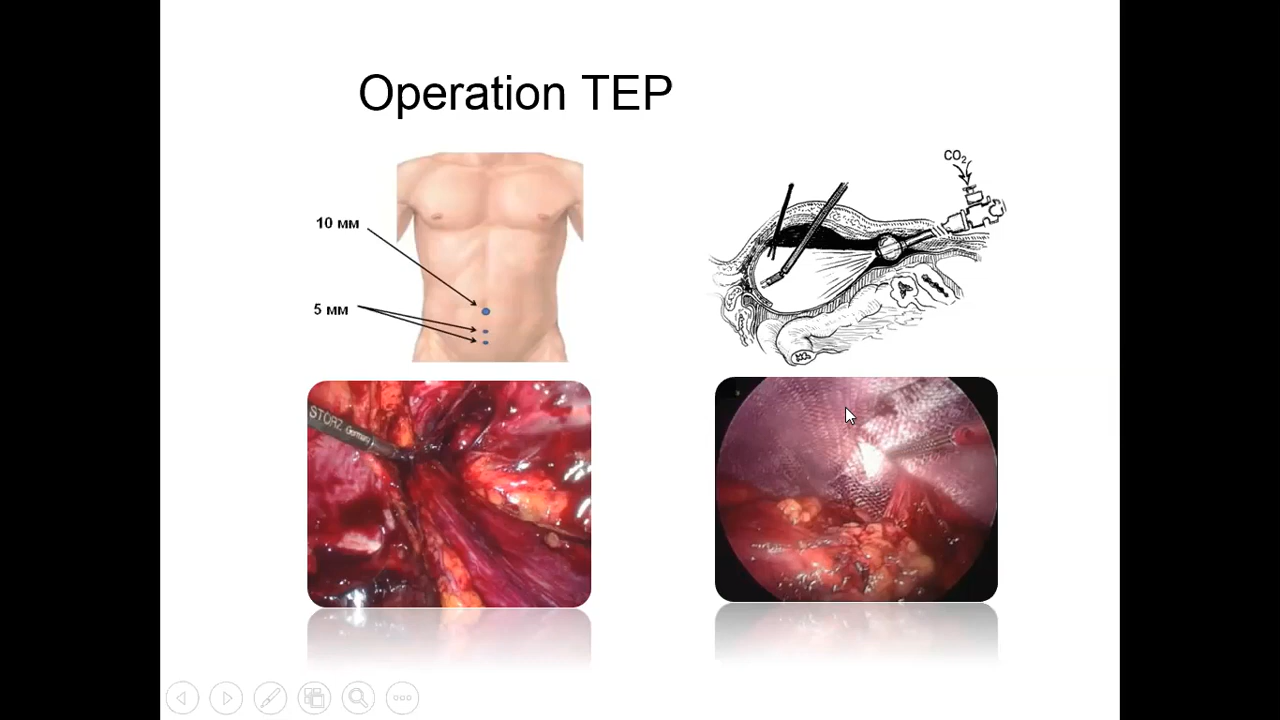 Operation TEP
CO₂
10 мм
5 мм
STORZ
Germany